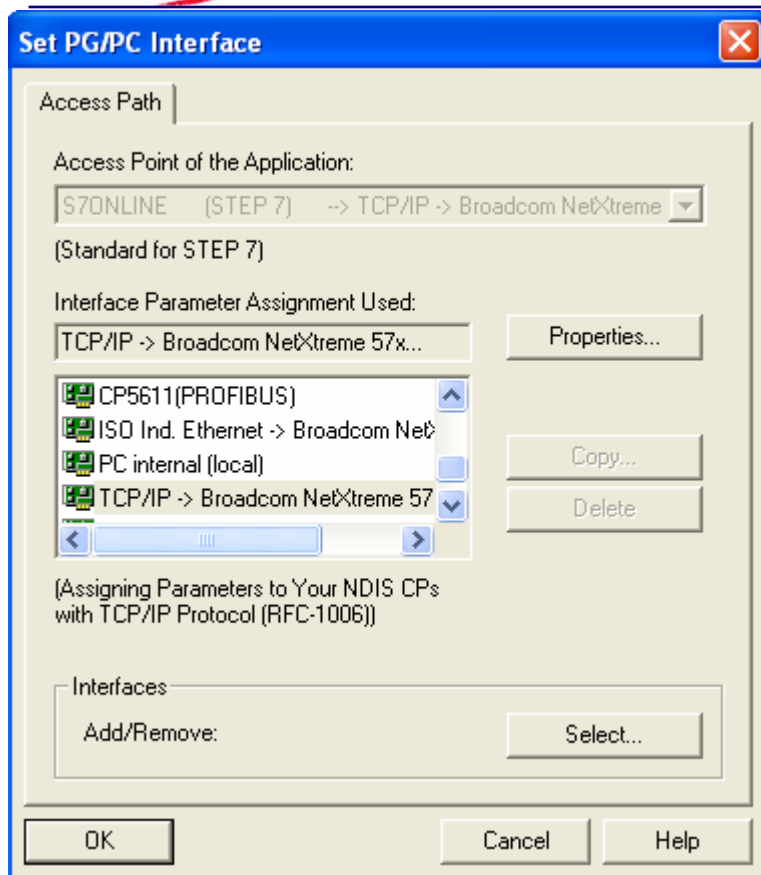 Set PG/PC Interface
Access Path
Access Point of the Application:
S7ONLINE (STEP 7) --> TCP/IP -> Broadcom NetXtreme
(Standard for STEP 7)
Interface Parameter Assignment Used:
TCP/IP -> Broadcom NetXtreme 57x...
Properties...
CP5611(PROFIBUS)
ISO Ind. Ethernet -> Broadcom Net
PC internal (local)
TCP/IP -> Broadcom NetXtreme 57
Copy...
Delete
(Assigning Parameters to Your NDIS CPs
with TCP/IP Protocol (RFC-1006))
Interfaces
Add/Remove:
Select...
OK
Cancel
Help